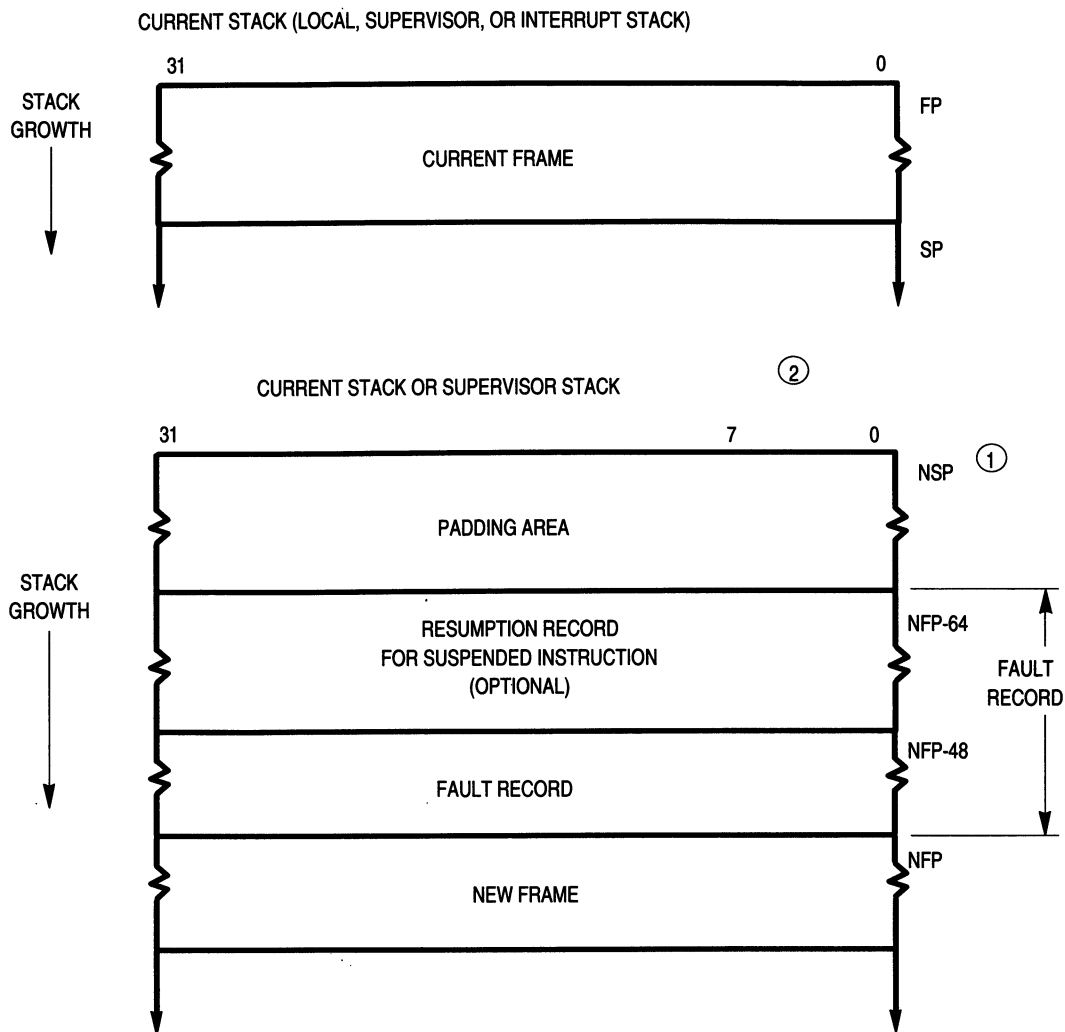 CURRENT STACK (LOCAL, SUPERVISOR, OR INTERRUPT STACK)
31
0
STACK
GROWTH
FP
CURRENT FRAME
SP
2
CURRENT STACK OR SUPERVISOR STACK
31
7
0
NSP
1
PADDING AREA
STACK
GROWTH
RESUMPTION RECORD
FOR SUSPENDED INSTRUCTION
(OPTIONAL)
NFP-64
FAULT
RECORD
NFP-48
FAULT RECORD
NFP
NEW FRAME